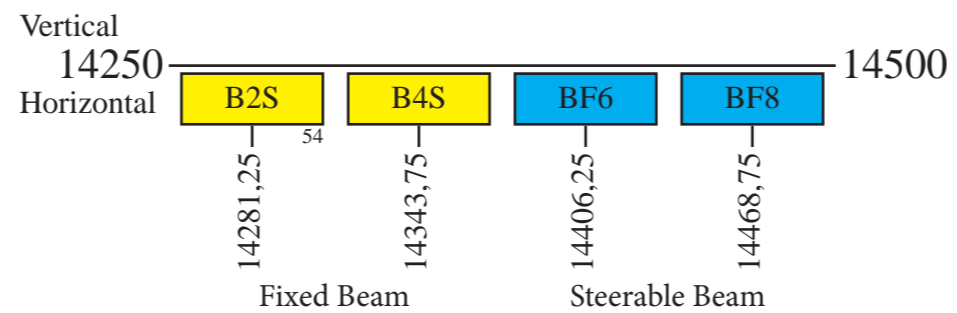 Vertical
14250 14500
Horizontal B2S B4S BF6 BF8
54
14281,25 14343,75 14406,25 14468,75
Fixed Beam Steerable Beam